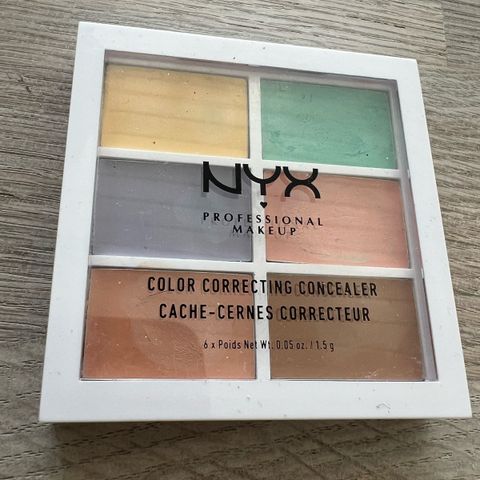 NYX
PROFESSIONAL
MAKEUP
COLOR CORRECTING CONCEALER
CACHE-CERNES CORRECTEUR
6 x Poids Net Wt. 0.05 oz. / 1.5 g